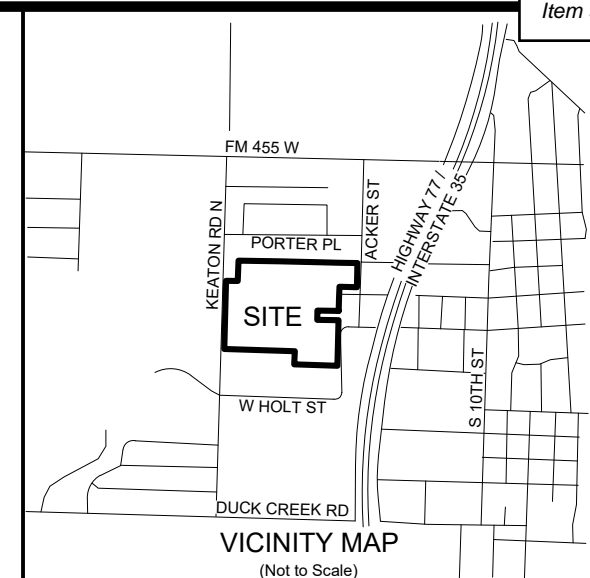 Item
FM 455 W
KEATON RD N
ACKER ST
HIGHWAY 77 /
INTERSTATE 35
PORTER PL
SITE
S 10TH ST
W HOLT ST
DUCK CREEK RD
VICINITY MAP
(Not to Scale)